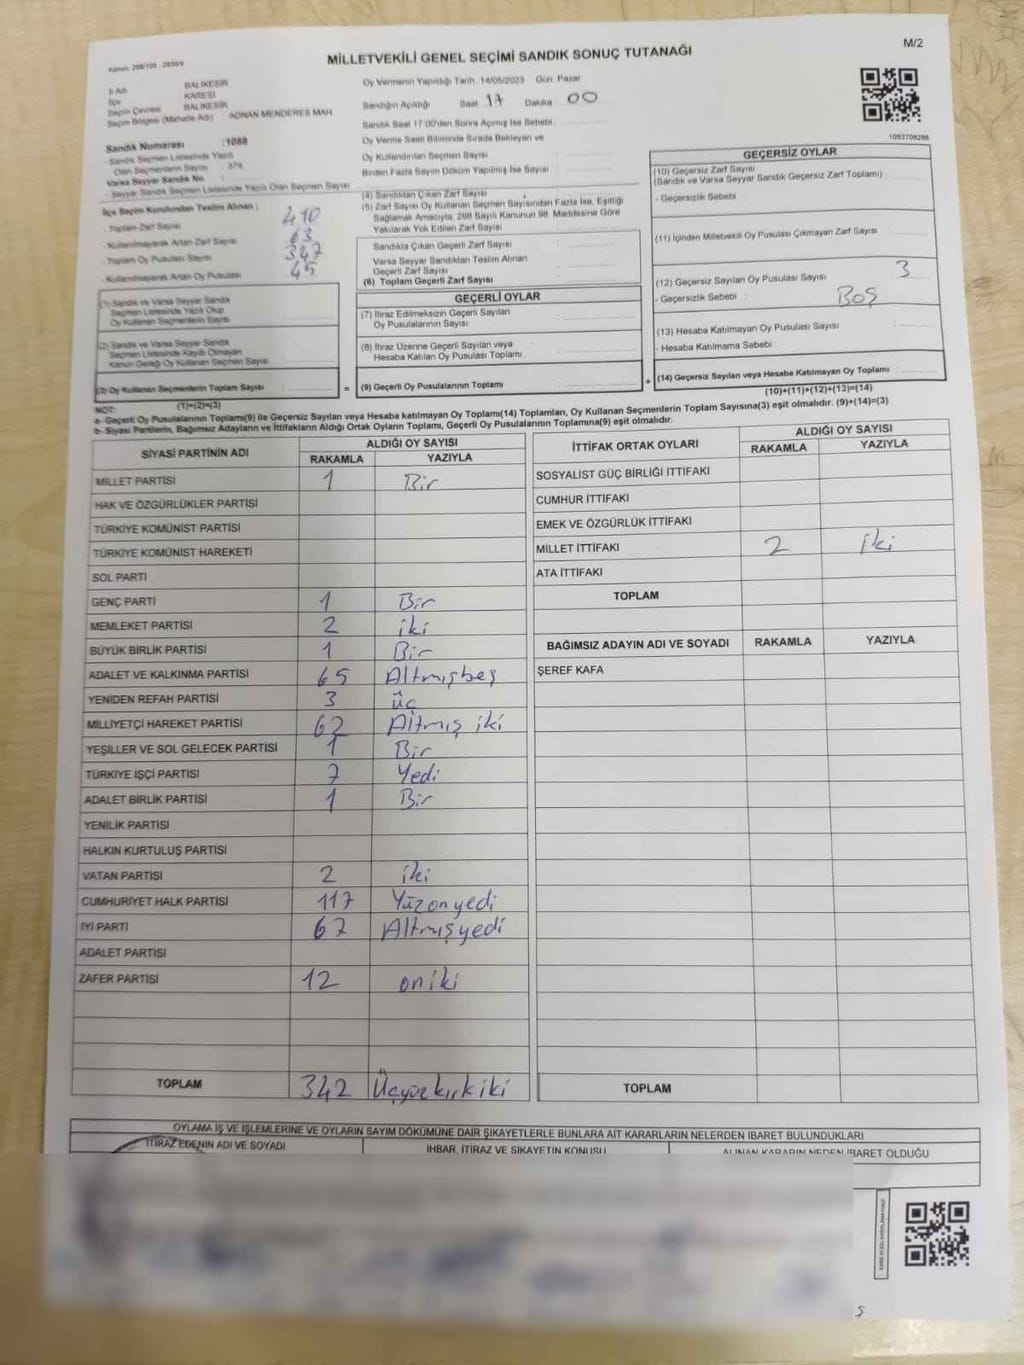 M/2
MİLLETVEKİLİ GENEL SEÇİMİ SANDIK SONUÇ TUTANAĞI
İl Adı BALIKESİR
İlçe KARESİ
Seçim Çevresi BALIKESİR
Seçim Bölgesi (Mahalle Adı) ADNAN MENDERES MAH
Sandık Numarası : 1088
- Sandık Seçmen Listesinde Yazılı
Olan Seçmenlerin Sayısı 374
Varsa Seyyar Sandık No
- Seyyar Sandık Seçmen Listesinde Yazılı Olan Seçmen Sayısı
İlçe Seçim Kurulundan Teslim Alınan ;
- Toplam Zarf Sayısı 410
- Kullanılmayarak Artan Zarf Sayısı 63
- Toplam Oy Pusulası Sayısı 347
- Kullanılmayarak Artan Oy Pusulası 45
(1) Sandık ve Varsa Seyyar Sandık
Seçmen Listesinde Yazılı Olup
Oy Kullanan Seçmenlerin Sayısı
(2) Sandık ve Varsa Seyyar Sandık
Seçmen Listesinde Kayıtlı Olmayan
Kanun Gereği Oy Kullanan Seçmen Sayısı
(3) Oy Kullanan Seçmenlerin Toplam Sayısı :
(1)+(2)=(3)
Oy Vermenin Yapıldığı Tarih :14/05/2023 Gün: Pazar
Sandığın Açıldığı Saat 17 Dakika 00
Sandık Saat 17:00'den Sonra Açılmış İse Sebebi
Oy Verme Saati Bitiminde Sırada Bekleyen ve
Oy Kullandırılan Seçmen Sayısı
Birden Fazla Sayım Döküm Yapılmış İse Sayısı
(4) Sandıktan Çıkan Zarf Sayısı
(5) Zarf Sayısı Oy Kullanan Seçmen Sayısından Fazla İse, Eşitliği
Sağlamak Amacıyla, 298 Sayılı Kanunun 98. Maddesine Göre
Yakılarak Yok Edilen Zarf Sayısı
Sandıkta Çıkan Geçerli Zarf Sayısı :
Varsa Seyyar Sandıktan Teslim Alınan
Geçerli Zarf Sayısı :
(6) Toplam Geçerli Zarf Sayısı :
GEÇERLİ OYLAR
(7) İtiraz Edilmeksizin Geçerli Sayılan
Oy Pusulalarının Sayısı :
(8) İtiraz Üzerine Geçerli Sayılan veya
Hesaba Katılan Oy Pusulası Toplamı :
= (9) Geçerli Oy Pusulalarının Toplamı :
1083708286
GEÇERSİZ OYLAR
(10) Geçersiz Zarf Sayısı
(Sandık ve Varsa Seyyar Sandık Geçersiz Zarf Toplamı) :
- Geçersizlik Sebebi :
(11) İçinden Milletvekili Oy Pusulası Çıkmayan Zarf Sayısı :
(12) Geçersiz Sayılan Oy Pusulası Sayısı : 3
- Geçersizlik Sebebi : Boş
(13) Hesaba Katılmayan Oy Pusulası Sayısı :
- Hesaba Katılmama Sebebi :
+ (14) Geçersiz Sayılan veya Hesaba Katılmayan Oy Toplamı :
(10)+(11)+(12)+(13)=(14)
NOT:
a- Geçerli Oy Pusulalarının Toplamı(9) ile Geçersiz Sayılan veya Hesaba katılmayan Oy Toplamı(14) Toplamları, Oy Kullanan Seçmenlerin Toplam Sayısına(3) eşit olmalıdır. (9)+(14)=(3)
b- Siyasi Partilerin, Bağımsız Adayların ve İttifakların Aldığı Ortak Oyların Toplamı, Geçerli Oy Pusulalarının Toplamına(9) eşit olmalıdır.
SİYASİ PARTİNİN ADI ALDIĞI OY SAYISI
RAKAMLA YAZIYLA
MİLLET PARTİSİ 1 Bir
HAK VE ÖZGÜRLÜKLER PARTİSİ
TÜRKİYE KOMÜNİST PARTİSİ
TÜRKİYE KOMÜNİST HAREKETİ
SOL PARTİ
GENÇ PARTİ 1 Bir
MEMLEKET PARTİSİ 2 iki
BÜYÜK BİRLİK PARTİSİ 1 Bir
ADALET VE KALKINMA PARTİSİ 65 Altmışbeş
YENİDEN REFAH PARTİSİ 3 üç
MİLLİYETÇİ HAREKET PARTİSİ 62 Altmış iki
YEŞİLLER VE SOL GELECEK PARTİSİ 1 Bir
TÜRKİYE İŞÇİ PARTİSİ 7 Yedi
ADALET BİRLİK PARTİSİ 1 Bir
YENİLİK PARTİSİ
HALKIN KURTULUŞ PARTİSİ
VATAN PARTİSİ 2 iki
CUMHURİYET HALK PARTİSİ 117 Yüzonyedi
İYİ PARTİ 67 Altmışyedi
ADALET PARTİSİ
ZAFER PARTİSİ 12 oniki
TOPLAM 342 Üçyüzkırkiki
İTTİFAK ORTAK OYLARI ALDIĞI OY SAYISI
RAKAMLA YAZIYLA
SOSYALİST GÜÇ BİRLİĞİ İTTİFAKI
CUMHUR İTTİFAKI
EMEK VE ÖZGÜRLÜK İTTİFAKI
MİLLET İTTİFAKI 2 iki
ATA İTTİFAKI
TOPLAM
BAĞIMSIZ ADAYIN ADI VE SOYADI RAKAMLA YAZIYLA
ŞEREF KAFA
TOPLAM
OYLAMA İŞ VE İŞLEMLERİNE VE OYLARIN SAYIM DÖKÜMÜNE DAİR ŞİKAYETLERLE BUNLARA AİT KARARLARIN NELERDEN İBARET BULUNDUKLARI
İTİRAZ EDENİN ADI VE SOYADI İHBAR, İTİRAZ VE ŞİKAYETİN KONUSU ALINAN KARARIN NEDEN İBARET OLDUĞU